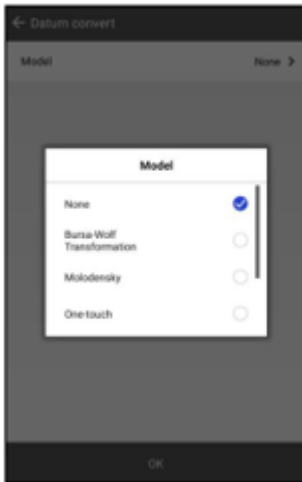 ← Datum convert
Model None >
Model
None
Bursa-Wolf
Transformation
Molodensky
One-touch
OK